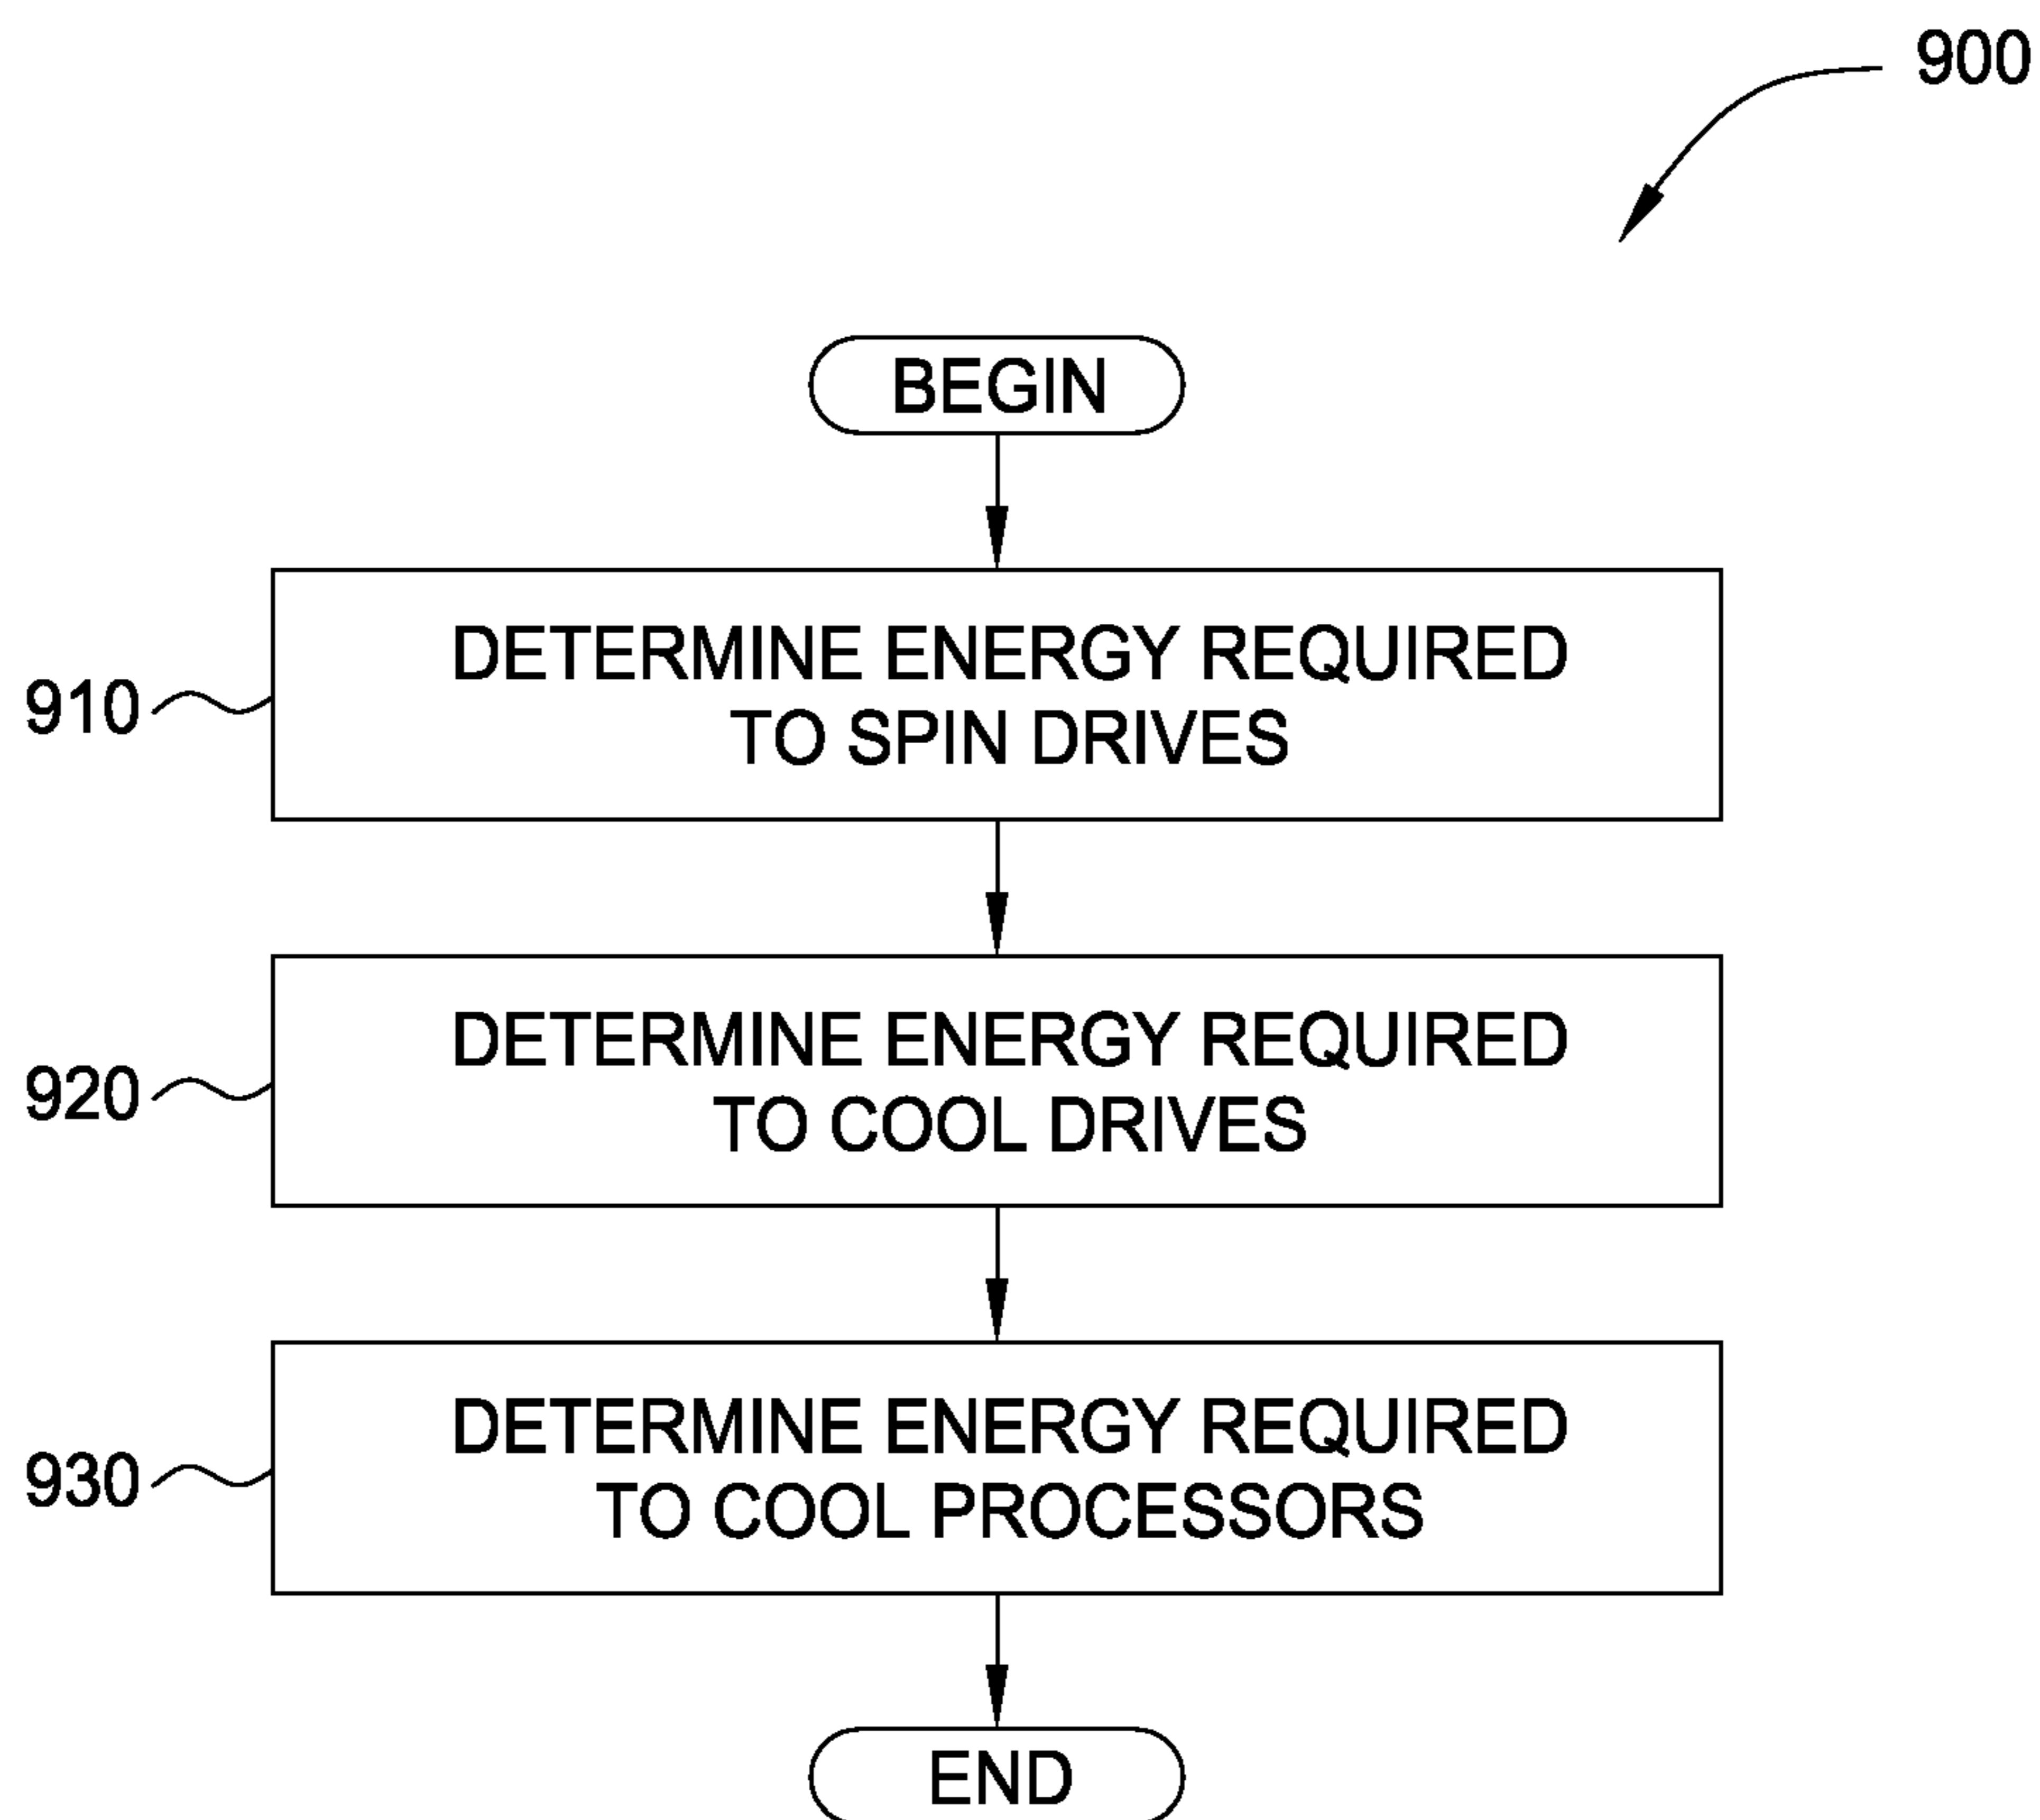 900
BEGIN
910
DETERMINE ENERGY REQUIRED
TO SPIN DRIVES
920
DETERMINE ENERGY REQUIRED
TO COOL DRIVES
930
DETERMINE ENERGY REQUIRED
TO COOL PROCESSORS
END